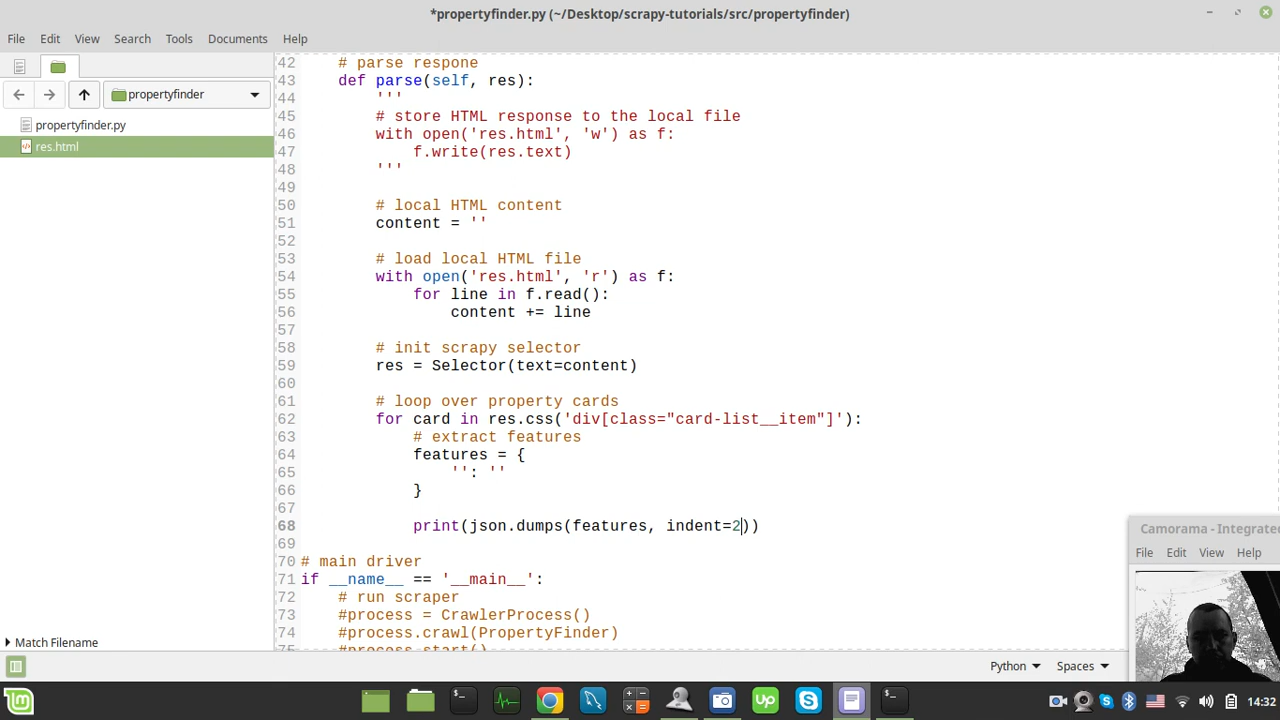 *propertyfinder.py (~/Desktop/scrapy-tutorials/src/propertyfinder)
File Edit View Search Tools Documents Help
propertyfinder
propertyfinder.py
res.html
Match Filename
42 # parse respone
43 def parse(self, res):
44 '''
45 # store HTML response to the local file
46 with open('res.html', 'w') as f:
47 f.write(res.text)
48 '''
49
50 # local HTML content
51 content = ''
52
53 # load local HTML file
54 with open('res.html', 'r') as f:
55 for line in f.read():
56 content += line
57
58 # init scrapy selector
59 res = Selector(text=content)
60
61 # loop over property cards
62 for card in res.css('div[class="card-list__item"]'):
63 # extract features
64 features = {
65 '': ''
66 }
67
68 print(json.dumps(features, indent=2))
69
70 # main driver
71 if __name__ == '__main__':
72 # run scraper
73 #process = CrawlerProcess()
74 #process.crawl(PropertyFinder)
75 #process.start()
Camorama - Integrated
File Edit View Help
Python Spaces
Up
14:32